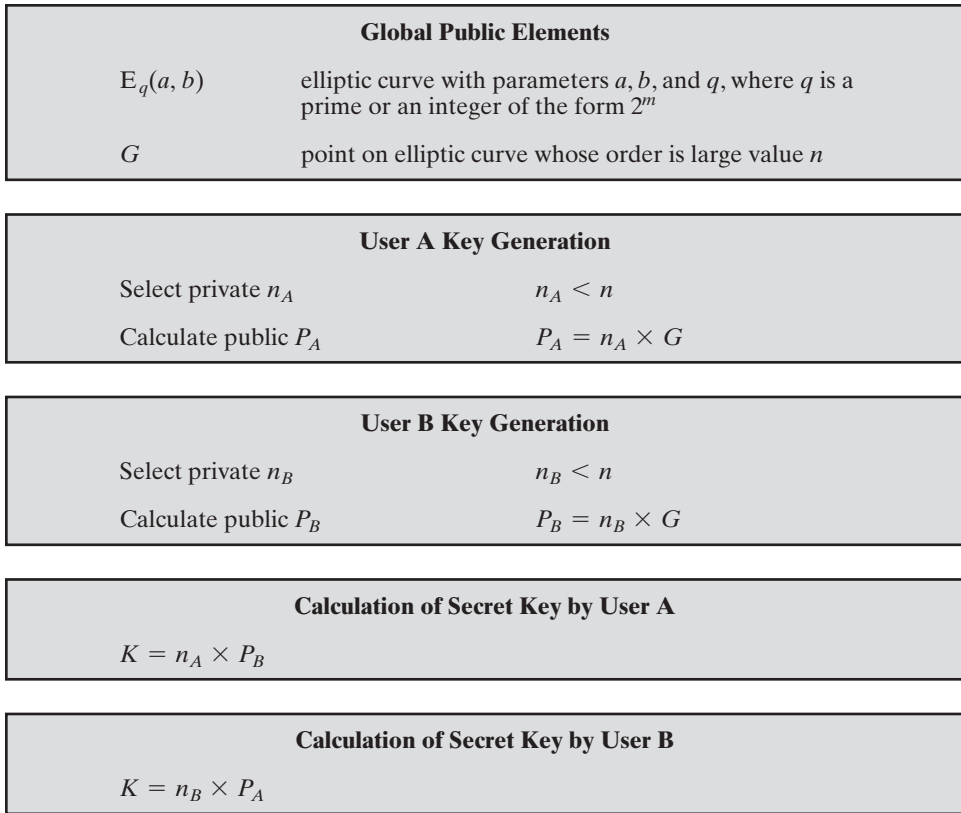 Global Public Elements
E_q(a, b) elliptic curve with parameters a, b, and q, where q is a
prime or an integer of the form 2^m
G point on elliptic curve whose order is large value n
User A Key Generation
Select private n_A n_A < n
Calculate public P_A P_A = n_A × G
User B Key Generation
Select private n_B n_B < n
Calculate public P_B P_B = n_B × G
Calculation of Secret Key by User A
K = n_A × P_B
Calculation of Secret Key by User B
K = n_B × P_A